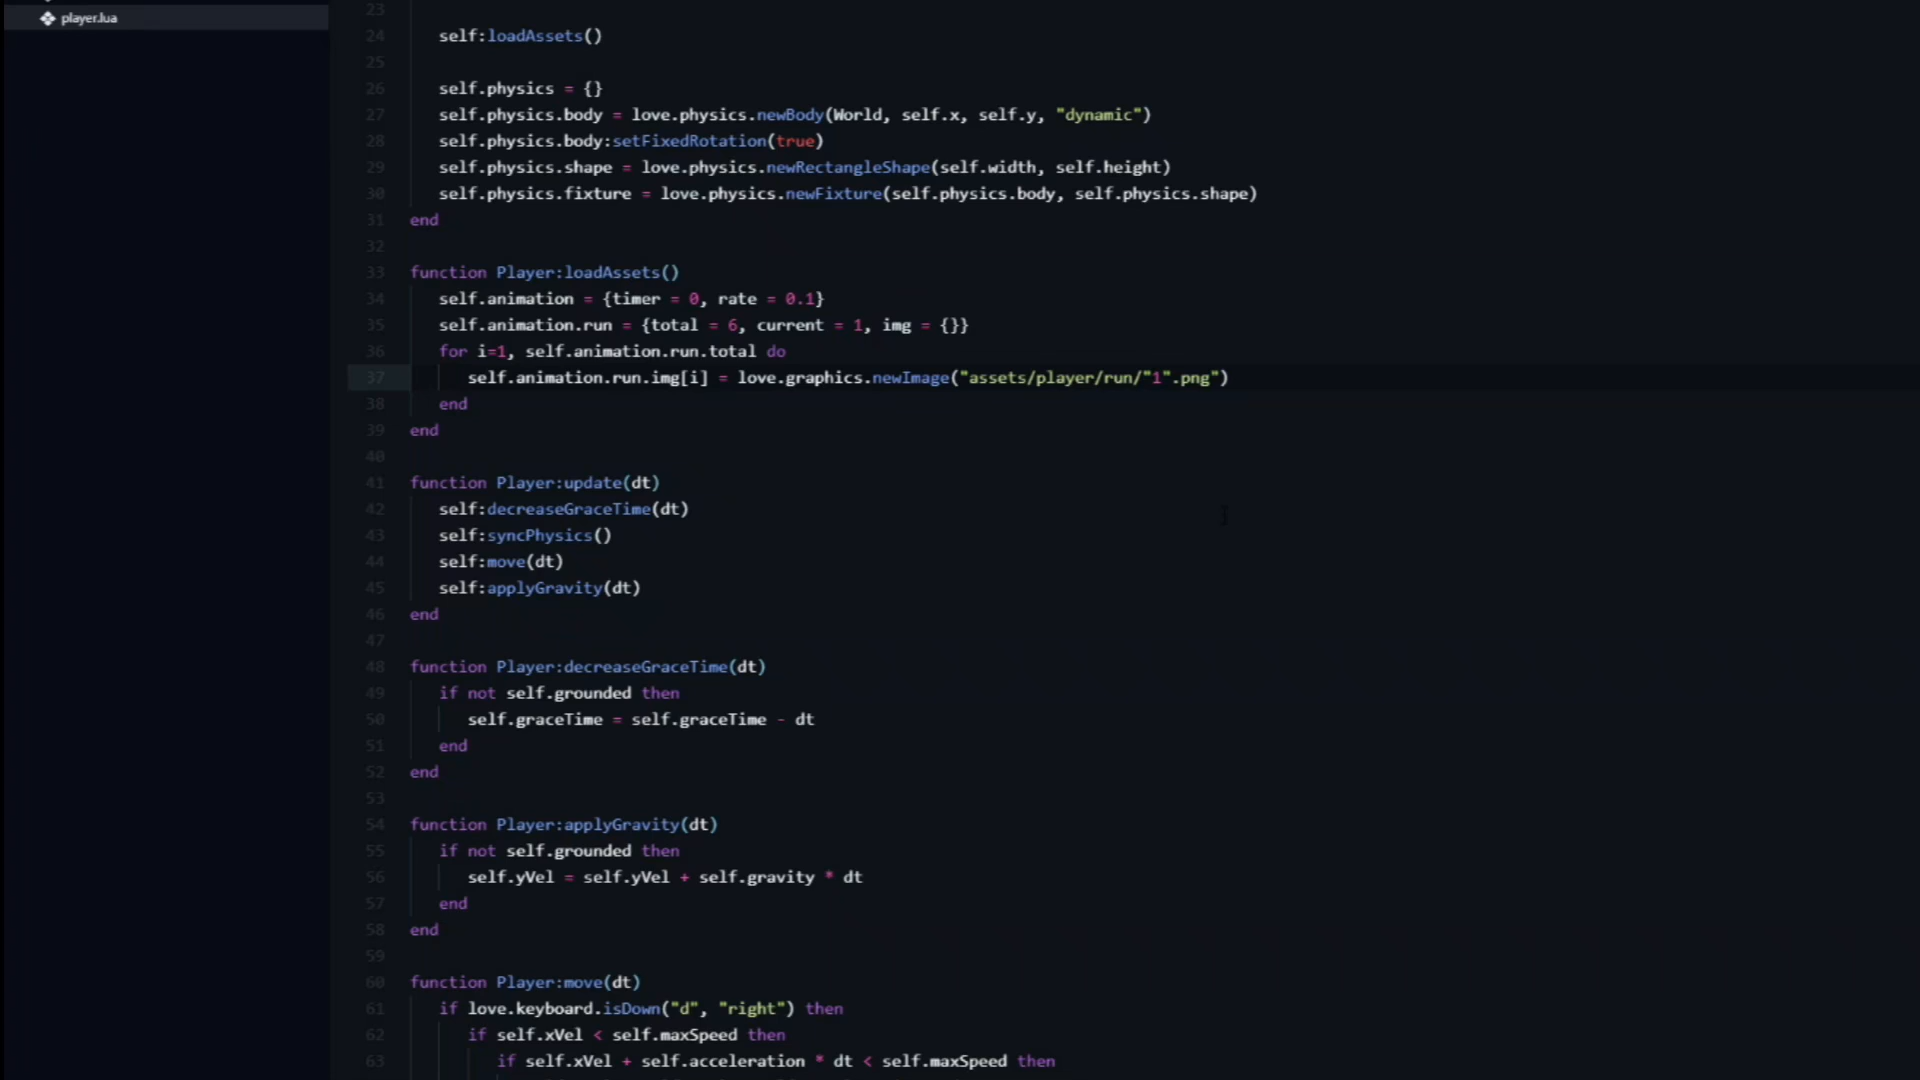 player.lua
23
24 self:loadAssets()
25
26 self.physics = {}
27 self.physics.body = love.physics.newBody(World, self.x, self.y, "dynamic")
28 self.physics.body:setFixedRotation(true)
29 self.physics.shape = love.physics.newRectangleShape(self.width, self.height)
30 self.physics.fixture = love.physics.newFixture(self.physics.body, self.physics.shape)
31 end
32
33 function Player:loadAssets()
34 self.animation = {timer = 0, rate = 0.1}
35 self.animation.run = {total = 6, current = 1, img = {}}
36 for i=1, self.animation.run.total do
37 self.animation.run.img[i] = love.graphics.newImage("assets/player/run/"1".png")
38 end
39 end
40
41 function Player:update(dt)
42 self:decreaseGraceTime(dt)
43 self:syncPhysics()
44 self:move(dt)
45 self:applyGravity(dt)
46 end
47
48 function Player:decreaseGraceTime(dt)
49 if not self.grounded then
50 self.graceTime = self.graceTime - dt
51 end
52 end
53
54 function Player:applyGravity(dt)
55 if not self.grounded then
56 self.yVel = self.yVel + self.gravity * dt
57 end
58 end
59
60 function Player:move(dt)
61 if love.keyboard.isDown("d", "right") then
62 if self.xVel < self.maxSpeed then
63 if self.xVel + self.acceleration * dt < self.maxSpeed then